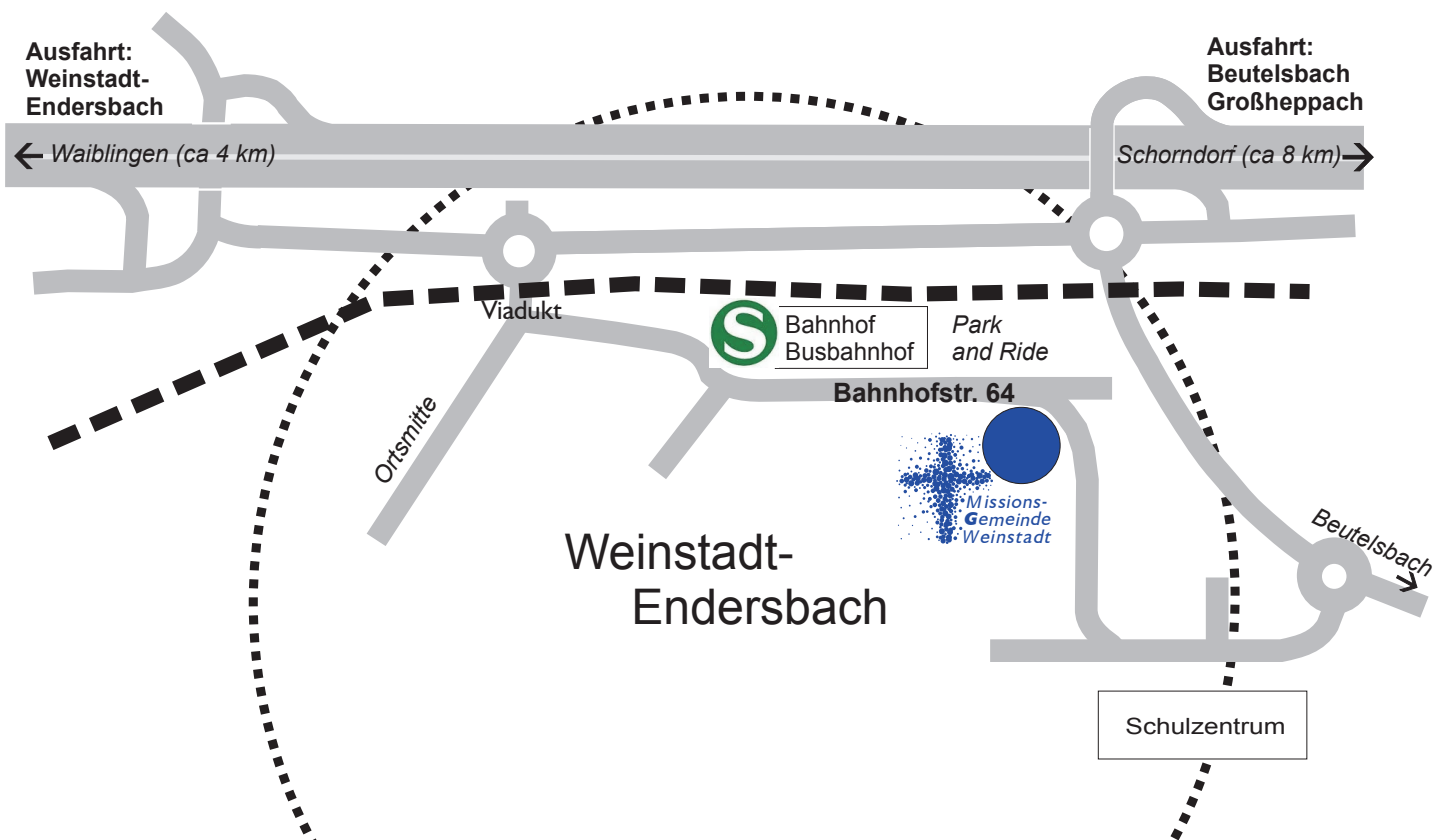 Ausfahrt:
Weinstadt-
Endersbach
Ausfahrt:
Beutelsbach
Großheppach
Waiblingen (ca 4 km)
Schorndorf (ca 8 km)
Viadukt
S
Bahnhof
Busbahnhof
Park
and Ride
Bahnhofstr. 64
Ortsmitte
Missions-
Gemeinde
Weinstadt
Weinstadt-
Endersbach
Beutelsbach
Schulzentrum